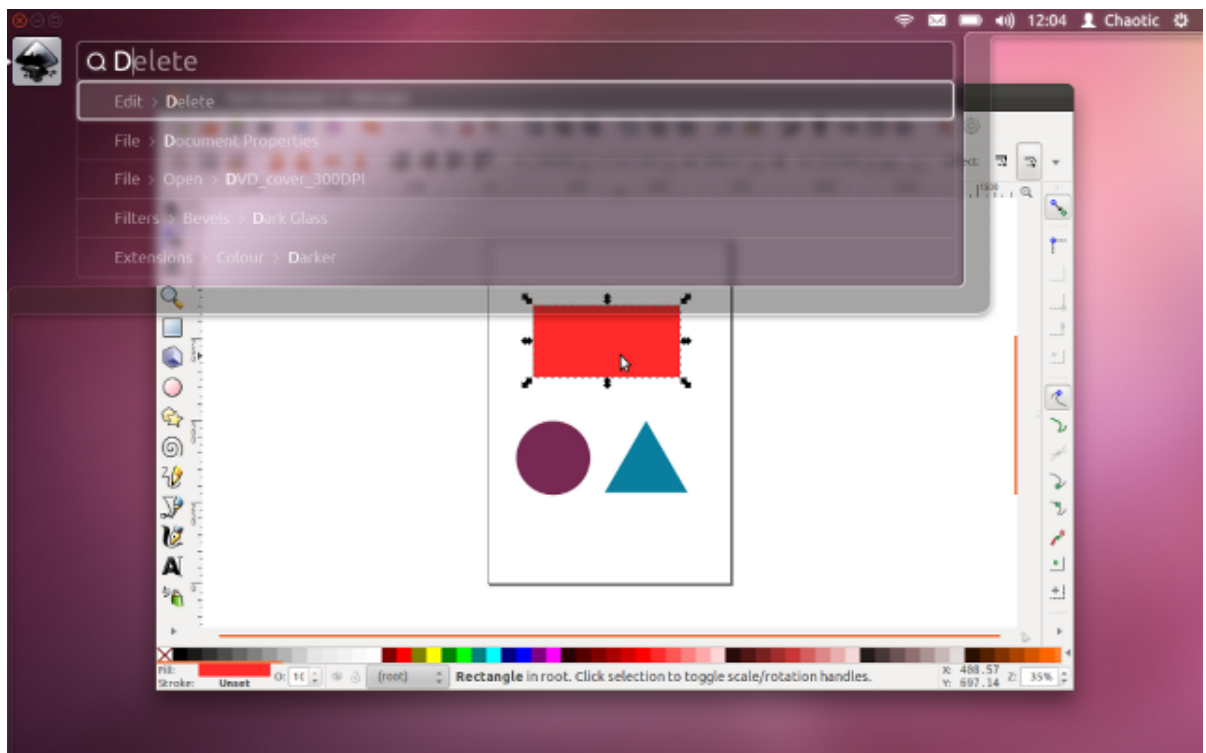 12:04 Chaotic
Delete
Edit > Delete
File > Document Properties
File > Open > DVD_cover_300DPI
Filters > Bevels > Dark Glass
Extensions > Colour > Darker
Fill:
Stroke: Unset
O:
(root)
Rectangle in root. Click selection to toggle scale/rotation handles.
X: 408.57
Y: 697.14
Z: 35%